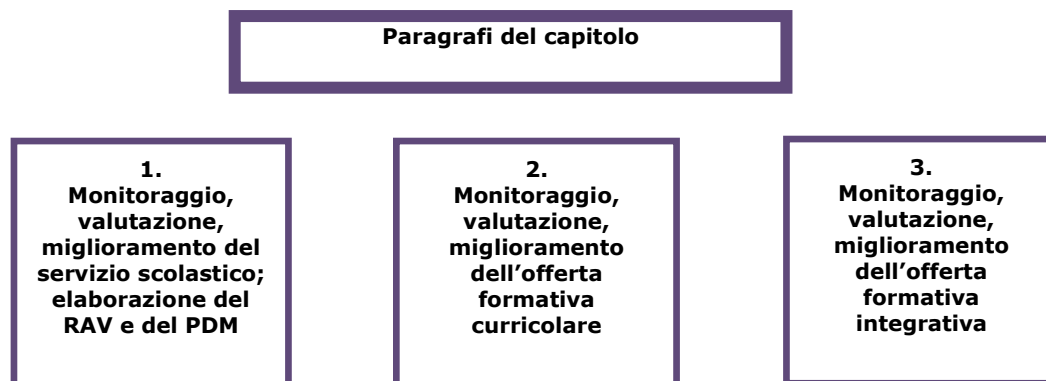 Paragrafi del capitolo
1.
Monitoraggio,
valutazione,
miglioramento del
servizio scolastico;
elaborazione del
RAV e del PDM
2.
Monitoraggio,
valutazione,
miglioramento
dell’offerta
formativa
curricolare
3.
Monitoraggio,
valutazione,
miglioramento
dell’offerta
formativa
integrativa